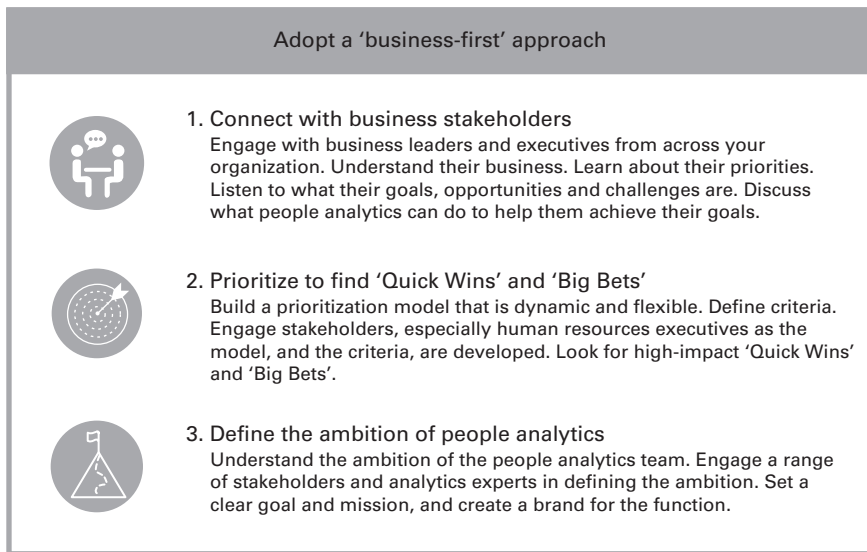 Adopt a ‘business-first’ approach
1. Connect with business stakeholders
Engage with business leaders and executives from across your
organization. Understand their business. Learn about their priorities.
Listen to what their goals, opportunities and challenges are. Discuss
what people analytics can do to help them achieve their goals.
2. Prioritize to find ‘Quick Wins’ and ‘Big Bets’
Build a prioritization model that is dynamic and flexible. Define criteria.
Engage stakeholders, especially human resources executives as the
model, and the criteria, are developed. Look for high-impact ‘Quick Wins’
and ‘Big Bets’.
3. Define the ambition of people analytics
Understand the ambition of the people analytics team. Engage a range
of stakeholders and analytics experts in defining the ambition. Set a
clear goal and mission, and create a brand for the function.